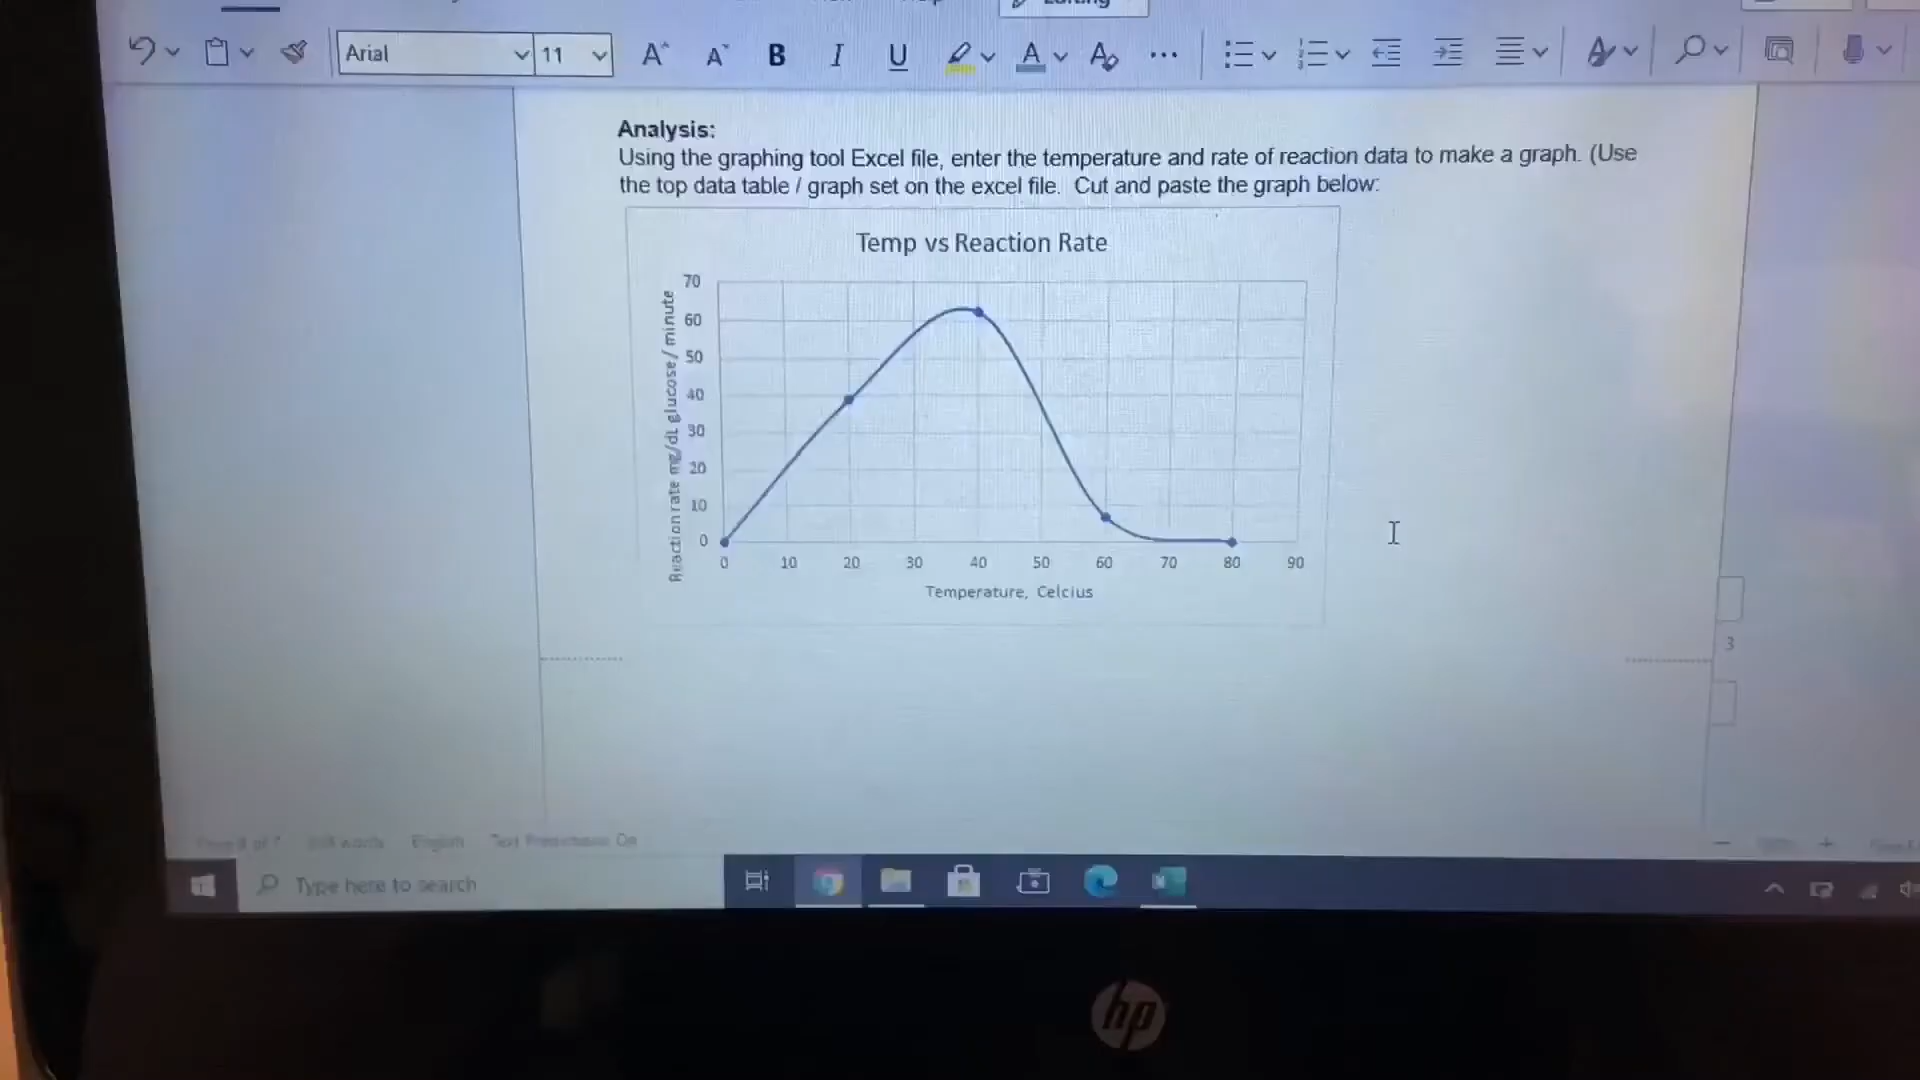 Arial
11
A^ A˅ B I U A A ...
Analysis:
Using the graphing tool Excel file, enter the temperature and rate of reaction data to make a graph. (Use
the top data table / graph set on the excel file. Cut and paste the graph below:
Temp vs Reaction Rate
Reaction rate mg/dL glucose / minute
70
60
50
40
30
20
10
0
0 10 20 30 40 50 60 70 80 90
Temperature, Celcius
3
English
Type here to search
hp